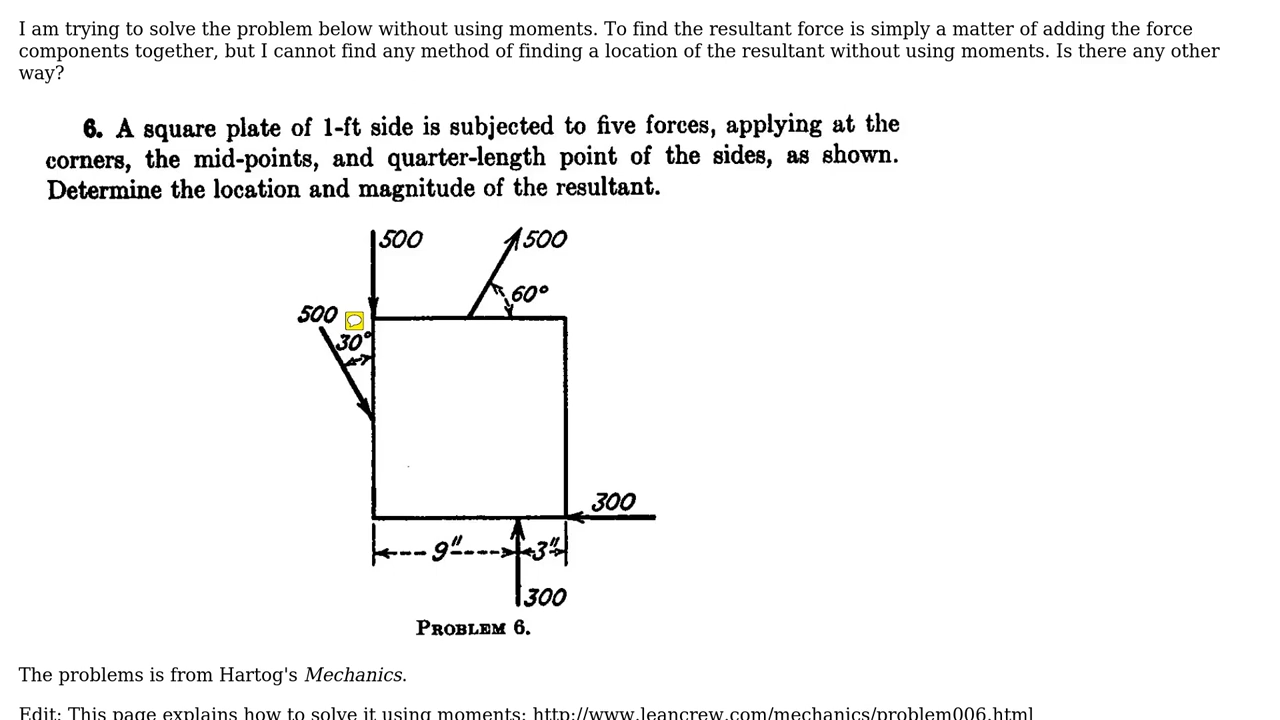 I am trying to solve the problem below without using moments. To find the resultant force is simply a matter of adding the force
components together, but I cannot find any method of finding a location of the resultant without using moments. Is there any other
way?
6. A square plate of 1-ft side is subjected to five forces, applying at the
corners, the mid-points, and quarter-length point of the sides, as shown.
Determine the location and magnitude of the resultant.
500
500
60°
500
30°
300
9"
3"
300
PROBLEM 6.
The problems is from Hartog's Mechanics.
Edit: This page explains how to solve it using moments: http://www.leancrew.com/mechanics/problem006.html